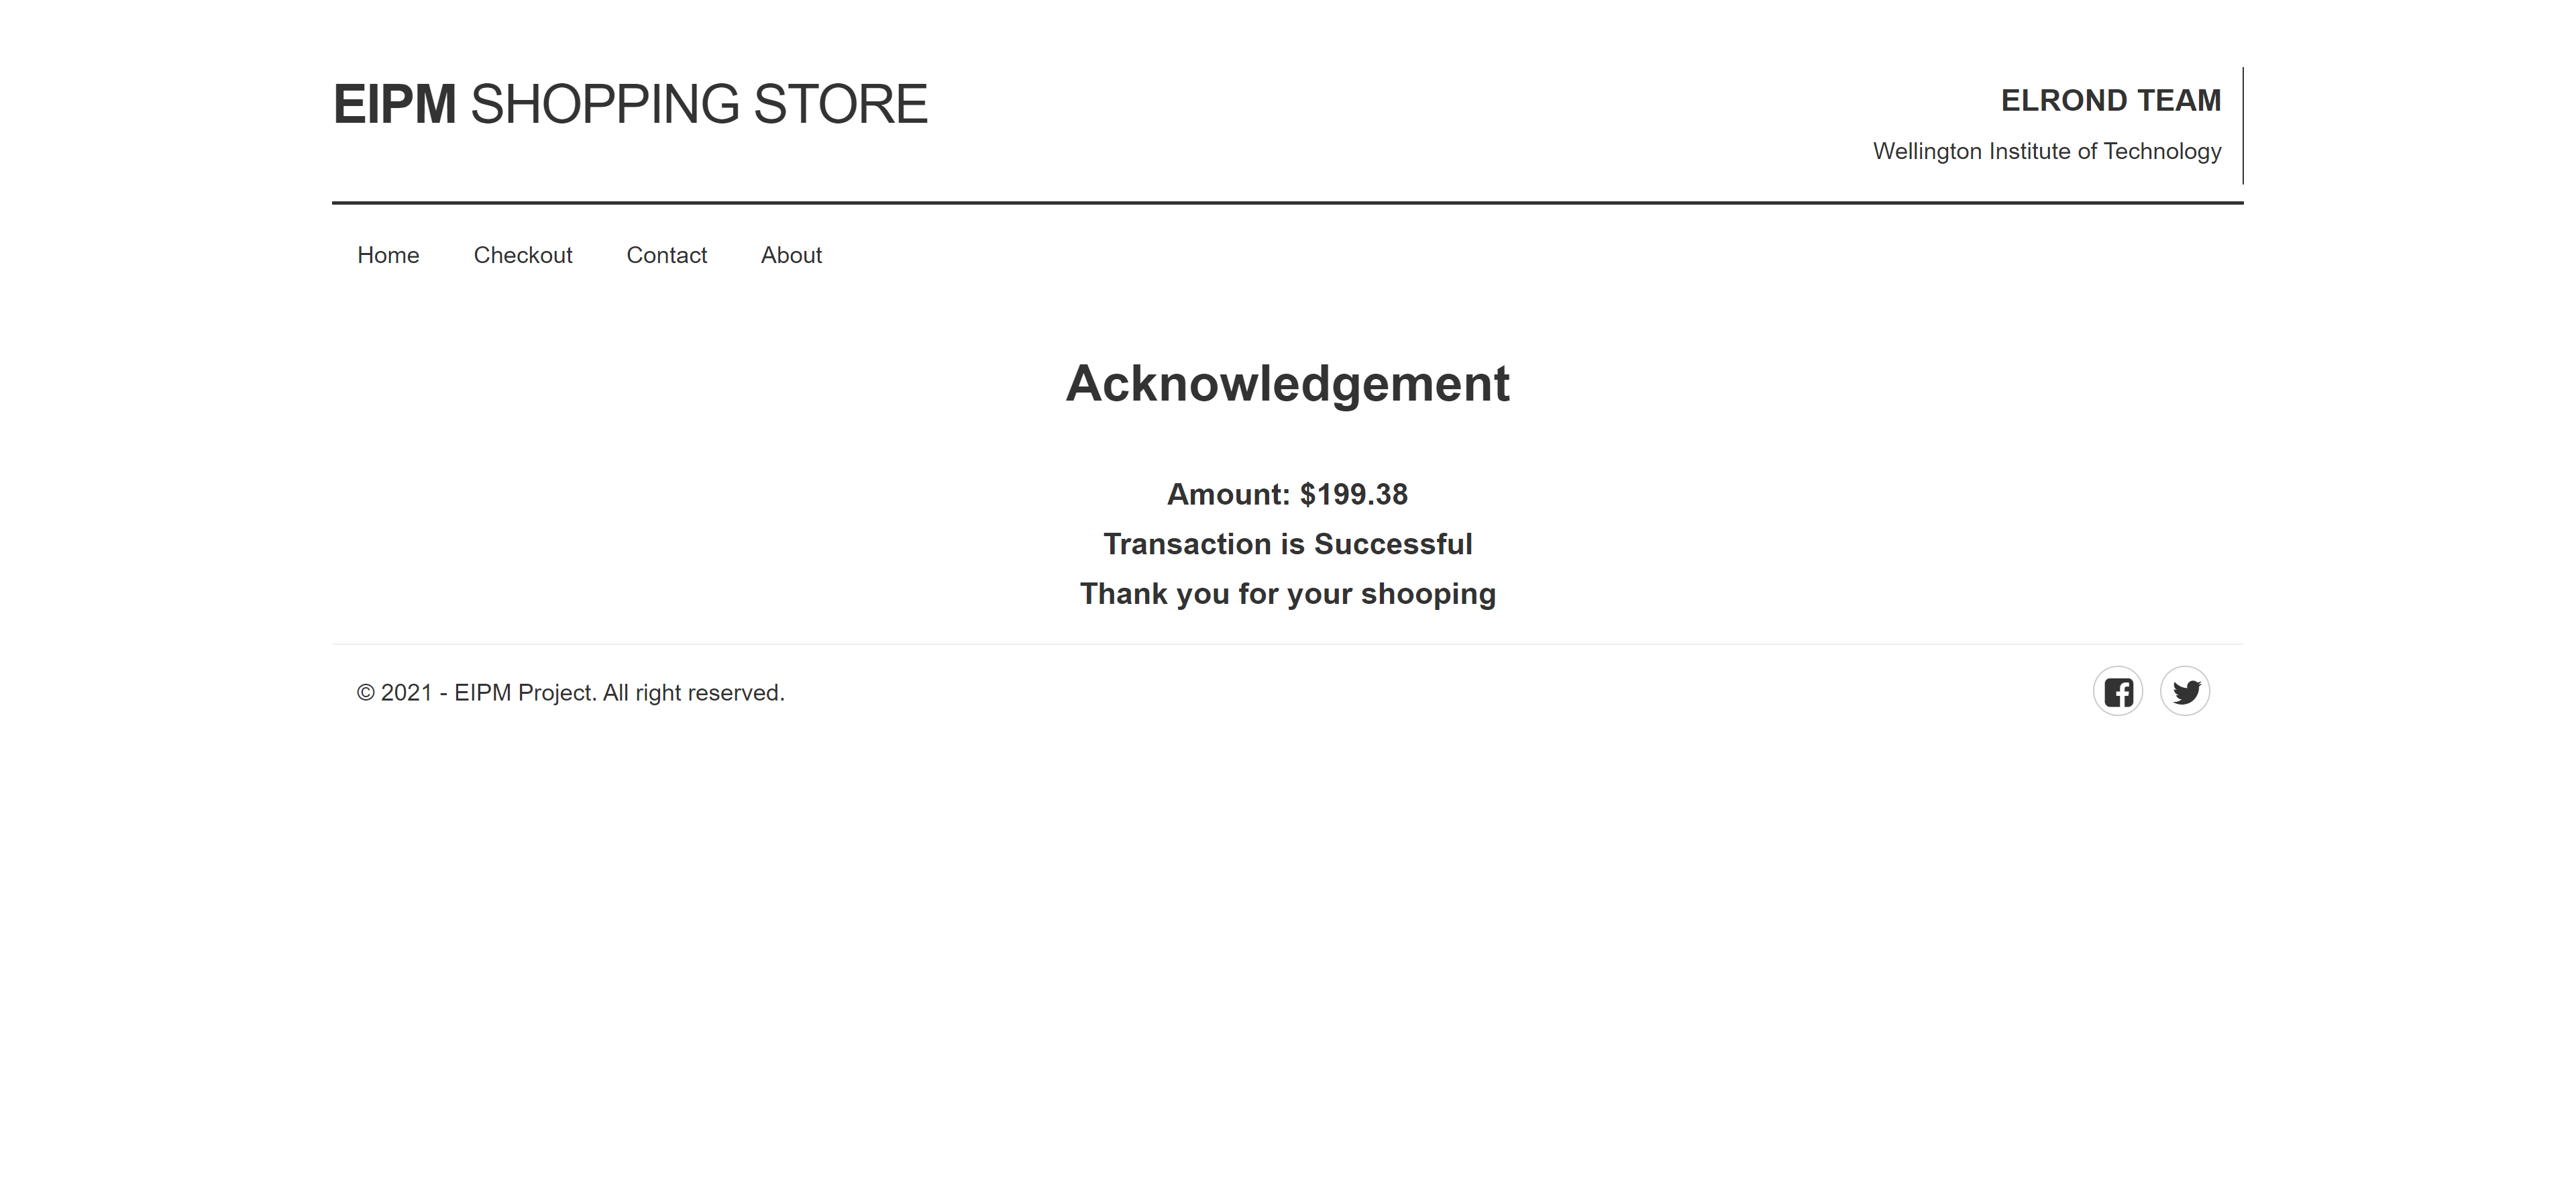 EIPM SHOPPING STORE
ELROND TEAM
Wellington Institute of Technology
Home Checkout Contact About
Acknowledgement
Amount: $199.38
Transaction is Successful
Thank you for your shooping
© 2021 - EIPM Project. All right reserved.